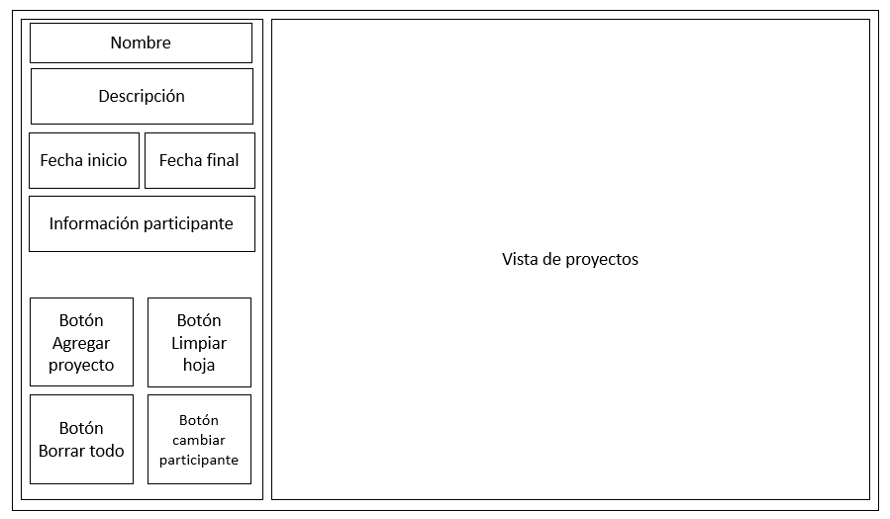 Nombre
Descripción
Fecha inicio
Fecha final
Información participante
Vista de proyectos
Botón
Agregar
proyecto
Botón
Limpiar
hoja
Botón
Borrar todo
Botón
cambiar
participante